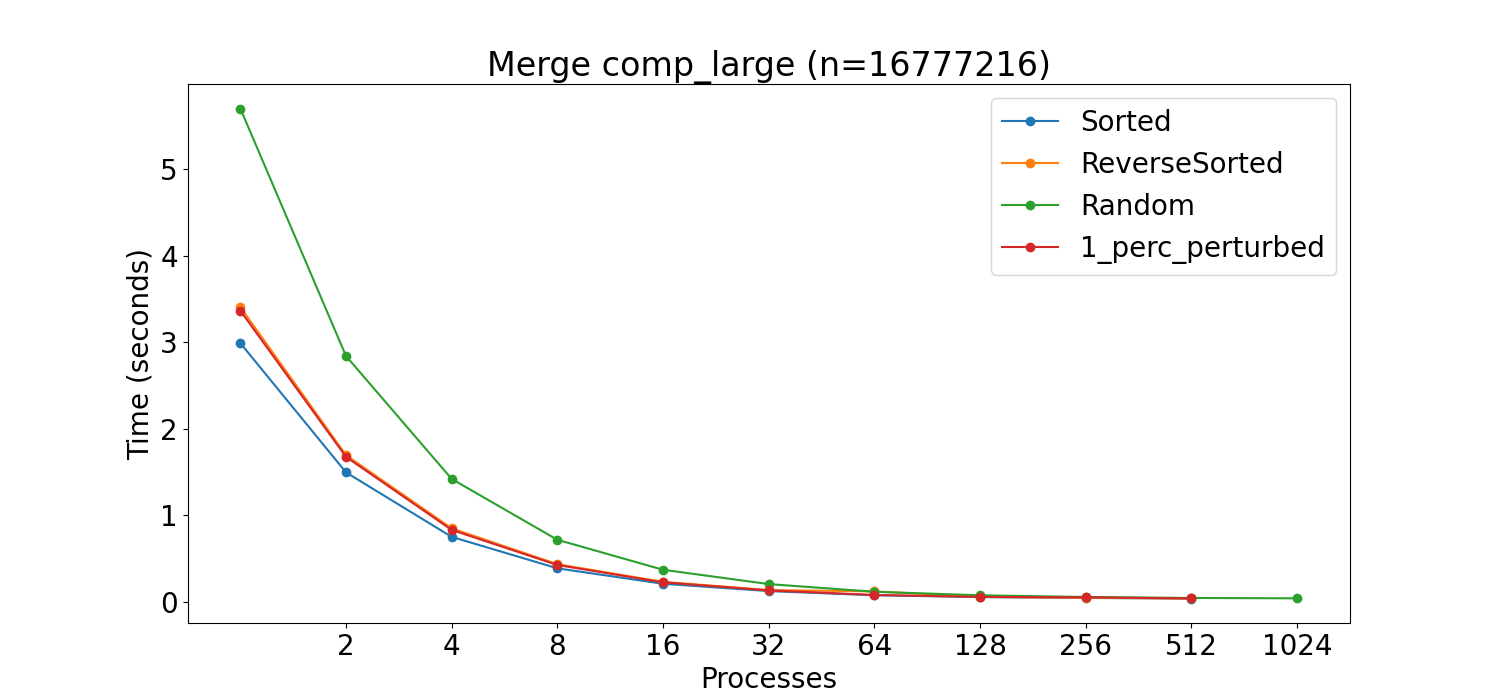 Merge comp_large (n=16777216)
Sorted
ReverseSorted
Random
1_perc_perturbed
Time (seconds)
5
4
3
2
1
0
2 4 8 16 32 64 128 256 512 1024
Processes